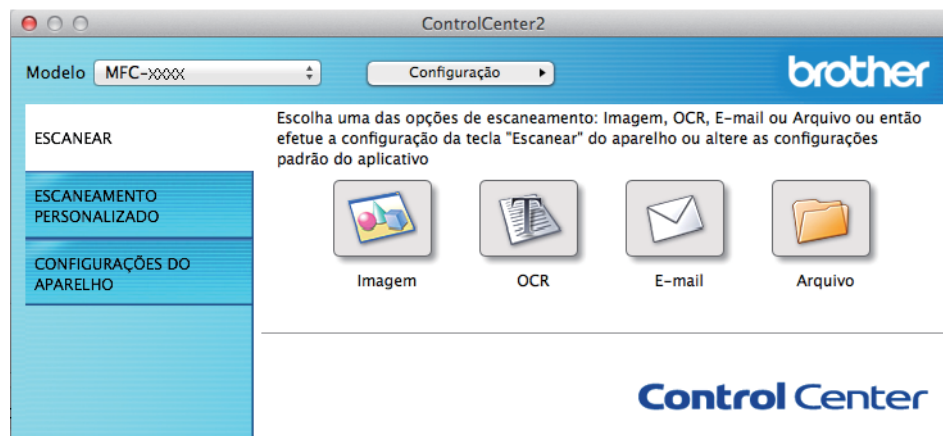 ControlCenter2
Modelo MFC-XXXX Configuração
brother
ESCANEAR
Escolha uma das opções de escaneamento: Imagem, OCR, E-mail ou Arquivo ou então
efetue a configuração da tecla "Escanear" do aparelho ou altere as configurações
padrão do aplicativo
ESCANEAMENTO
PERSONALIZADO
CONFIGURAÇÕES DO
APARELHO
Imagem OCR E-mail Arquivo
Control Center